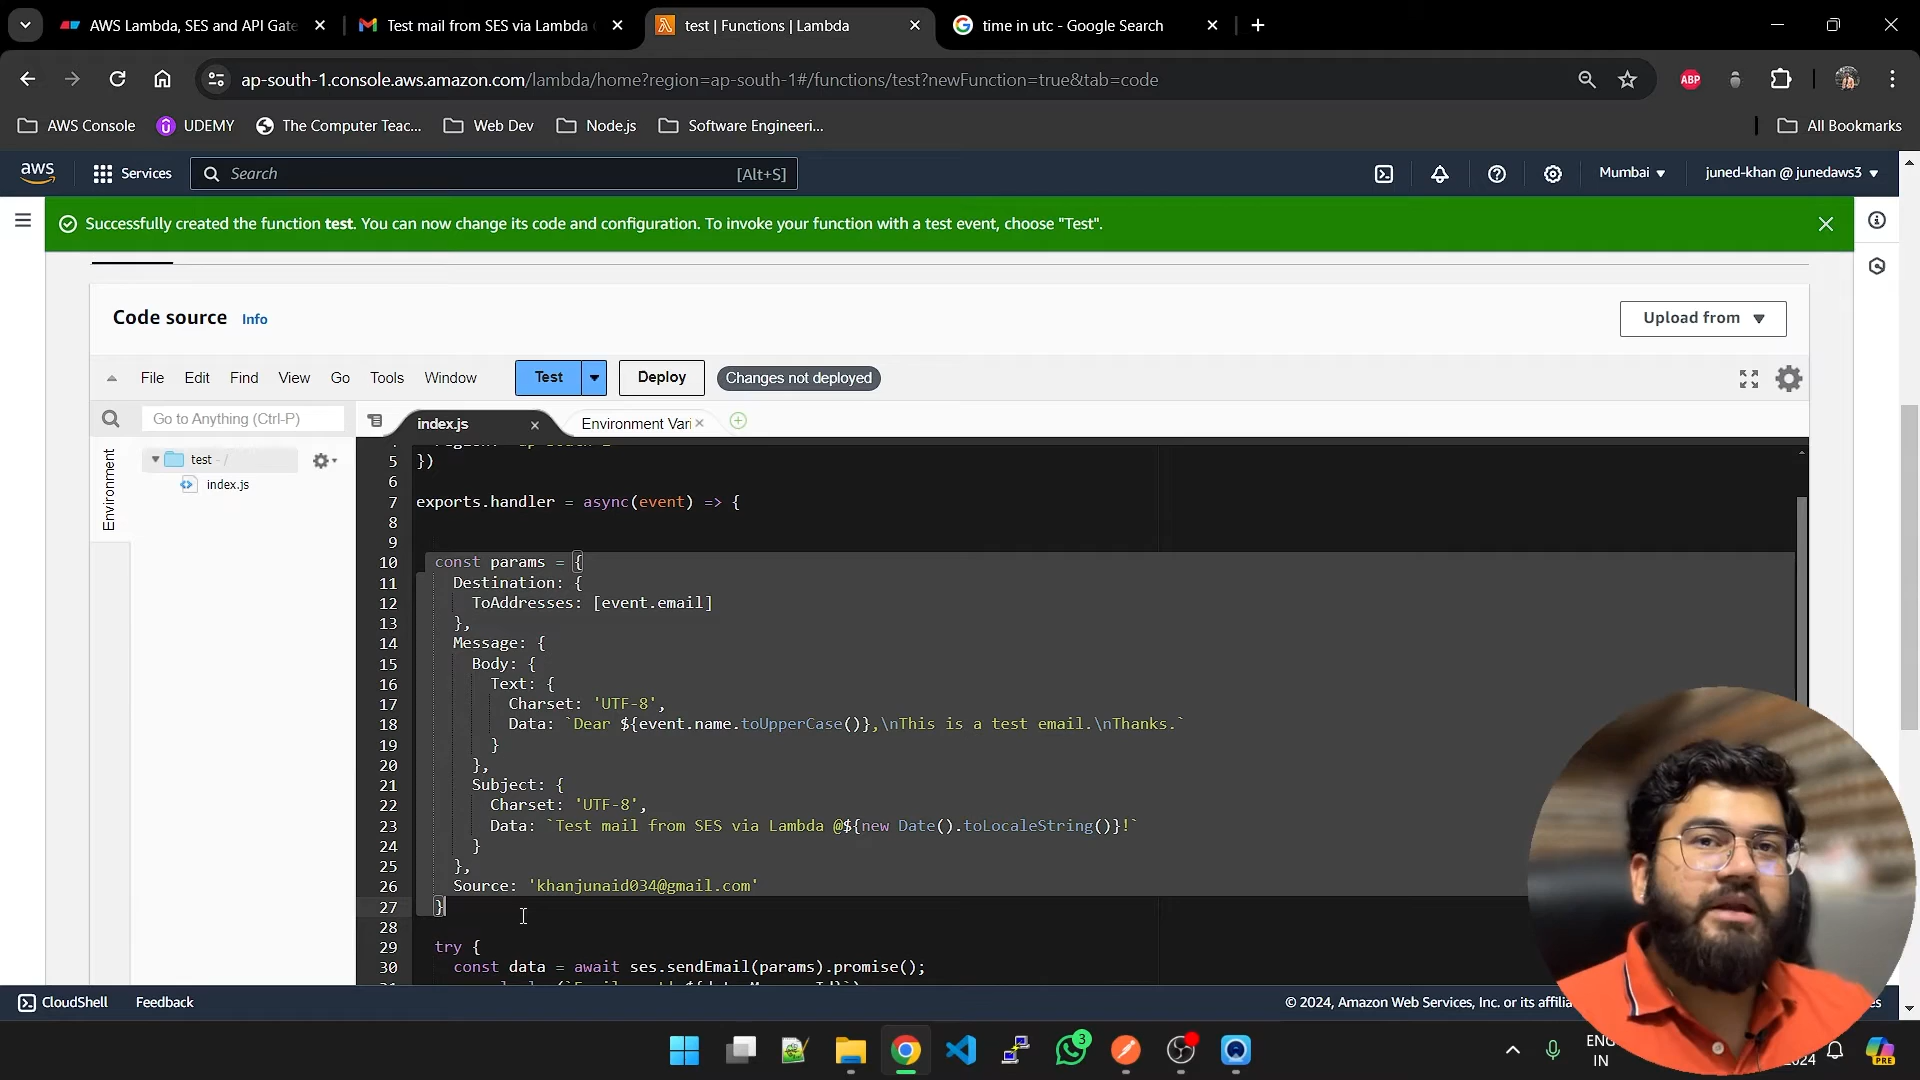 AWS Lambda, SES and API Gate
Test mail from SES via Lambda
test | Functions | Lambda
time in utc - Google Search
ap-south-1.console.aws.amazon.com/lambda/home?region=ap-south-1#/functions/test?newFunction=true&tab=code
ABP
AWS Console
UDEMY
The Computer Teac...
Web Dev
Node.js
Software Engineeri...
All Bookmarks
aws
Services
Search
[Alt+S]
Mumbai
juned-khan @ junedaws3
Successfully created the function test. You can now change its code and configuration. To invoke your function with a test event, choose "Test".
Code source Info
Upload from
File Edit Find View Go Tools Window
Test
Deploy
Changes not deployed
Go to Anything (Ctrl-P)
index.js
Environment Vari
Environment
test - /
index.js
5 })
6
7 exports.handler = async(event) => {
8
9
10 const params = {
11 Destination: {
12 ToAddresses: [event.email]
13 },
14 Message: {
15 Body: {
16 Text: {
17 Charset: 'UTF-8',
18 Data: `Dear ${event.name.toUpperCase()},\nThis is a test email.\nThanks.`
19 }
20 },
21 Subject: {
22 Charset: 'UTF-8',
23 Data: `Test mail from SES via Lambda @${new Date().toLocaleString()}!`
24 }
25 },
26 Source: 'khanjunaid034@gmail.com'
27 }
28
29 try {
30 const data = await ses.sendEmail(params).promise();
CloudShell
Feedback
© 2024, Amazon Web Services, Inc. or its affilia
3
ENG
IN
2024
PRE